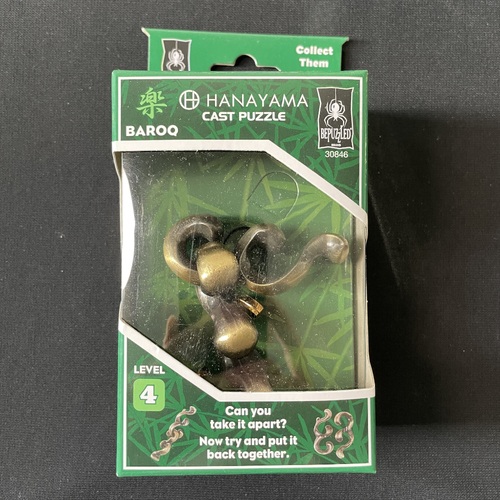 Collect
Them
楽
HANAYAMA
CAST PUZZLE
BAROQ
BEPUZZLED
30846
LEVEL
4
Can you
take it apart?
Now try and put it
back together.